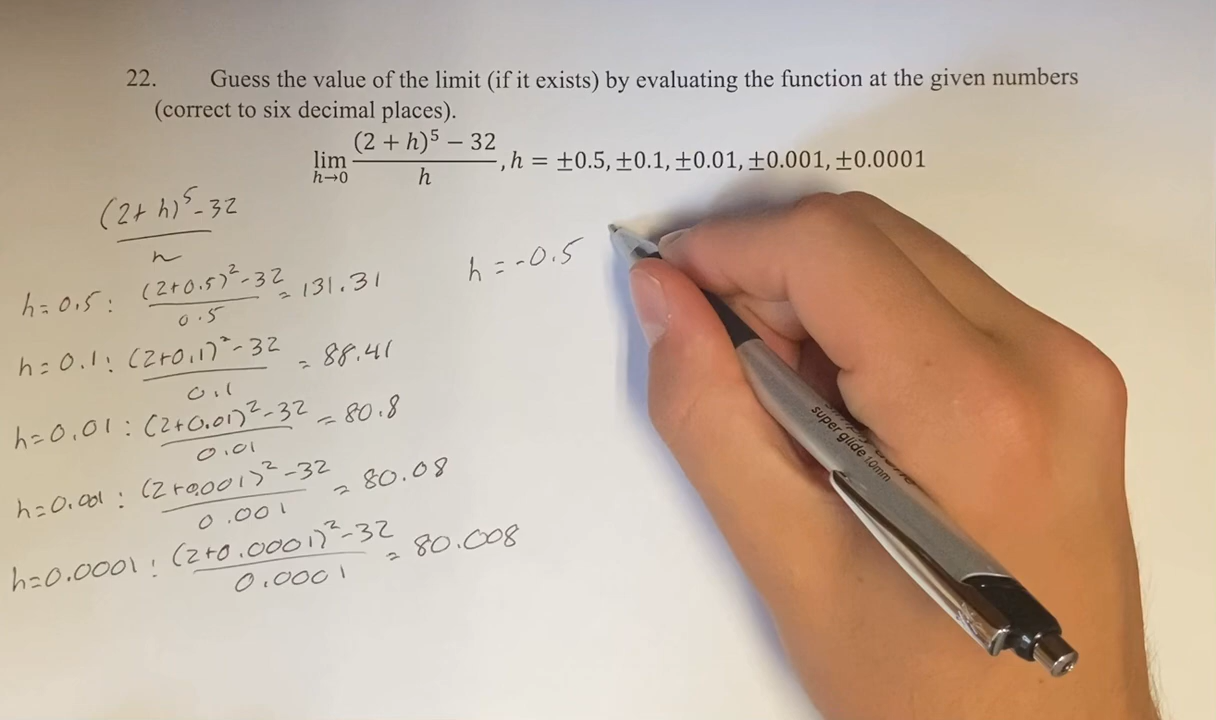 22. Guess the value of the limit (if it exists) by evaluating the function at the given numbers
(correct to six decimal places).
lim h→0 ((2 + h)^5 − 32)/h , h = ±0.5, ±0.1, ±0.01, ±0.001, ±0.0001
((2+h)^5-32)/h
h=0.5: ((2+0.5)^2-32)/0.5 = 131.31
h=0.1: ((2+0.1)^2-32)/0.1 = 88.41
h=0.01: ((2+0.01)^2-32)/0.01 = 80.8
h=0.001: ((2+0.001)^2-32)/0.001 = 80.08
h=0.0001: ((2+0.0001)^2-32)/0.0001 = 80.008
h=-0.5
super glide 1.0mm